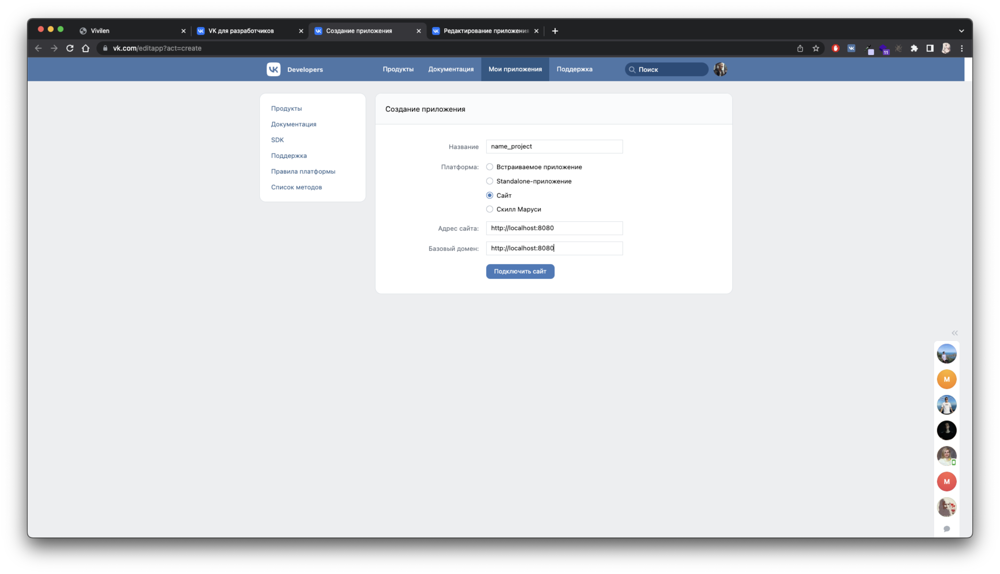 Vivilen
VK для разработчиков
Создание приложения
Редактирование приложения
vk.com/editapp?act=create
11
Developers
Продукты
Документация
Мои приложения
Поддержка
Поиск
Продукты
Документация
SDK
Поддержка
Правила платформы
Список методов
Создание приложения
Название
name_project
Платформа:
Встраиваемое приложение
Standalone-приложение
Сайт
Скилл Маруси
Адрес сайта:
http://localhost:8080
Базовый домен:
http://localhost:8080
Подключить сайт
М
М